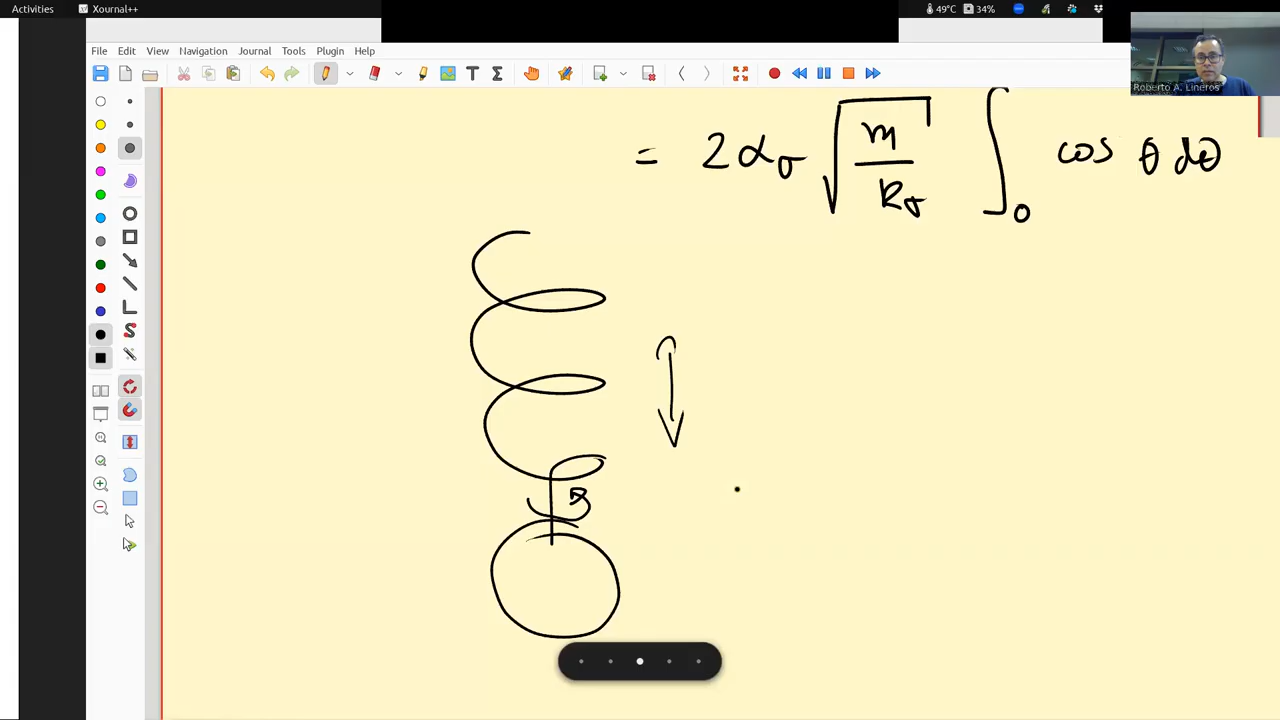 Activities Xournal++ 49°C 34%
Roberto A. Lineros
File Edit View Navigation Journal Tools Plugin Help
= 2α₀ √(m/k₀) ∫₀ cos θ dθ